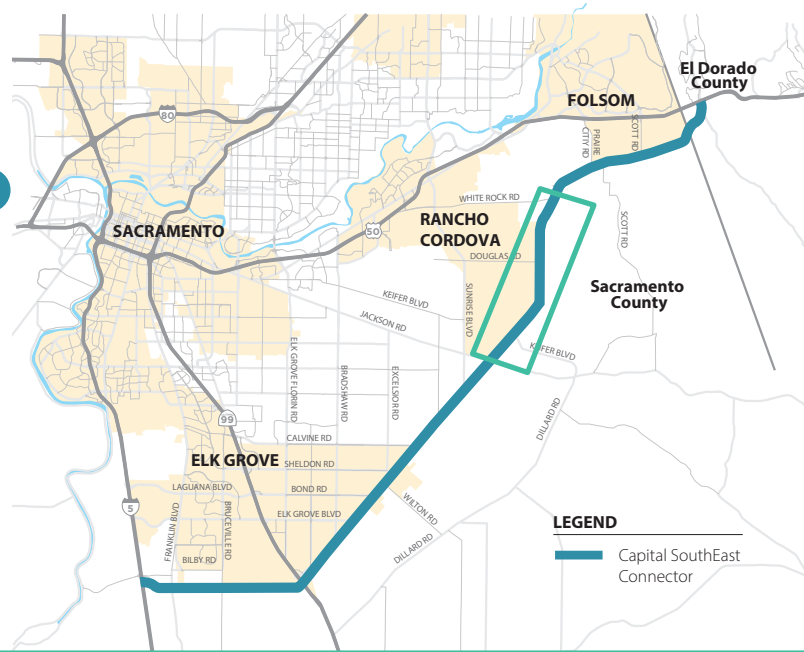 El Dorado
County
FOLSOM
80
PRAIRE
CITY RD
SCOTT RD
WHITE ROCK RD
RANCHO
CORDOVA
SCOTT RD
SACRAMENTO
50
DOUGLAS RD
Sacramento
County
KEIFER BLVD
SUNRISE BLVD
JACKSON RD
KEIFER BLVD
ELK GROVE FLORIN RD
BRADSHAW RD
EXCELSIOR RD
DILLARD RD
99
CALVINE RD
ELK GROVE
SHELDON RD
LAGUANA BLVD
BOND RD
5
FRANKLIN BLVD
BRUCEVILLE RD
ELK GROVE BLVD
WILTON RD
DILLARD RD
BILBY RD
LEGEND
Capital SouthEast
Connector